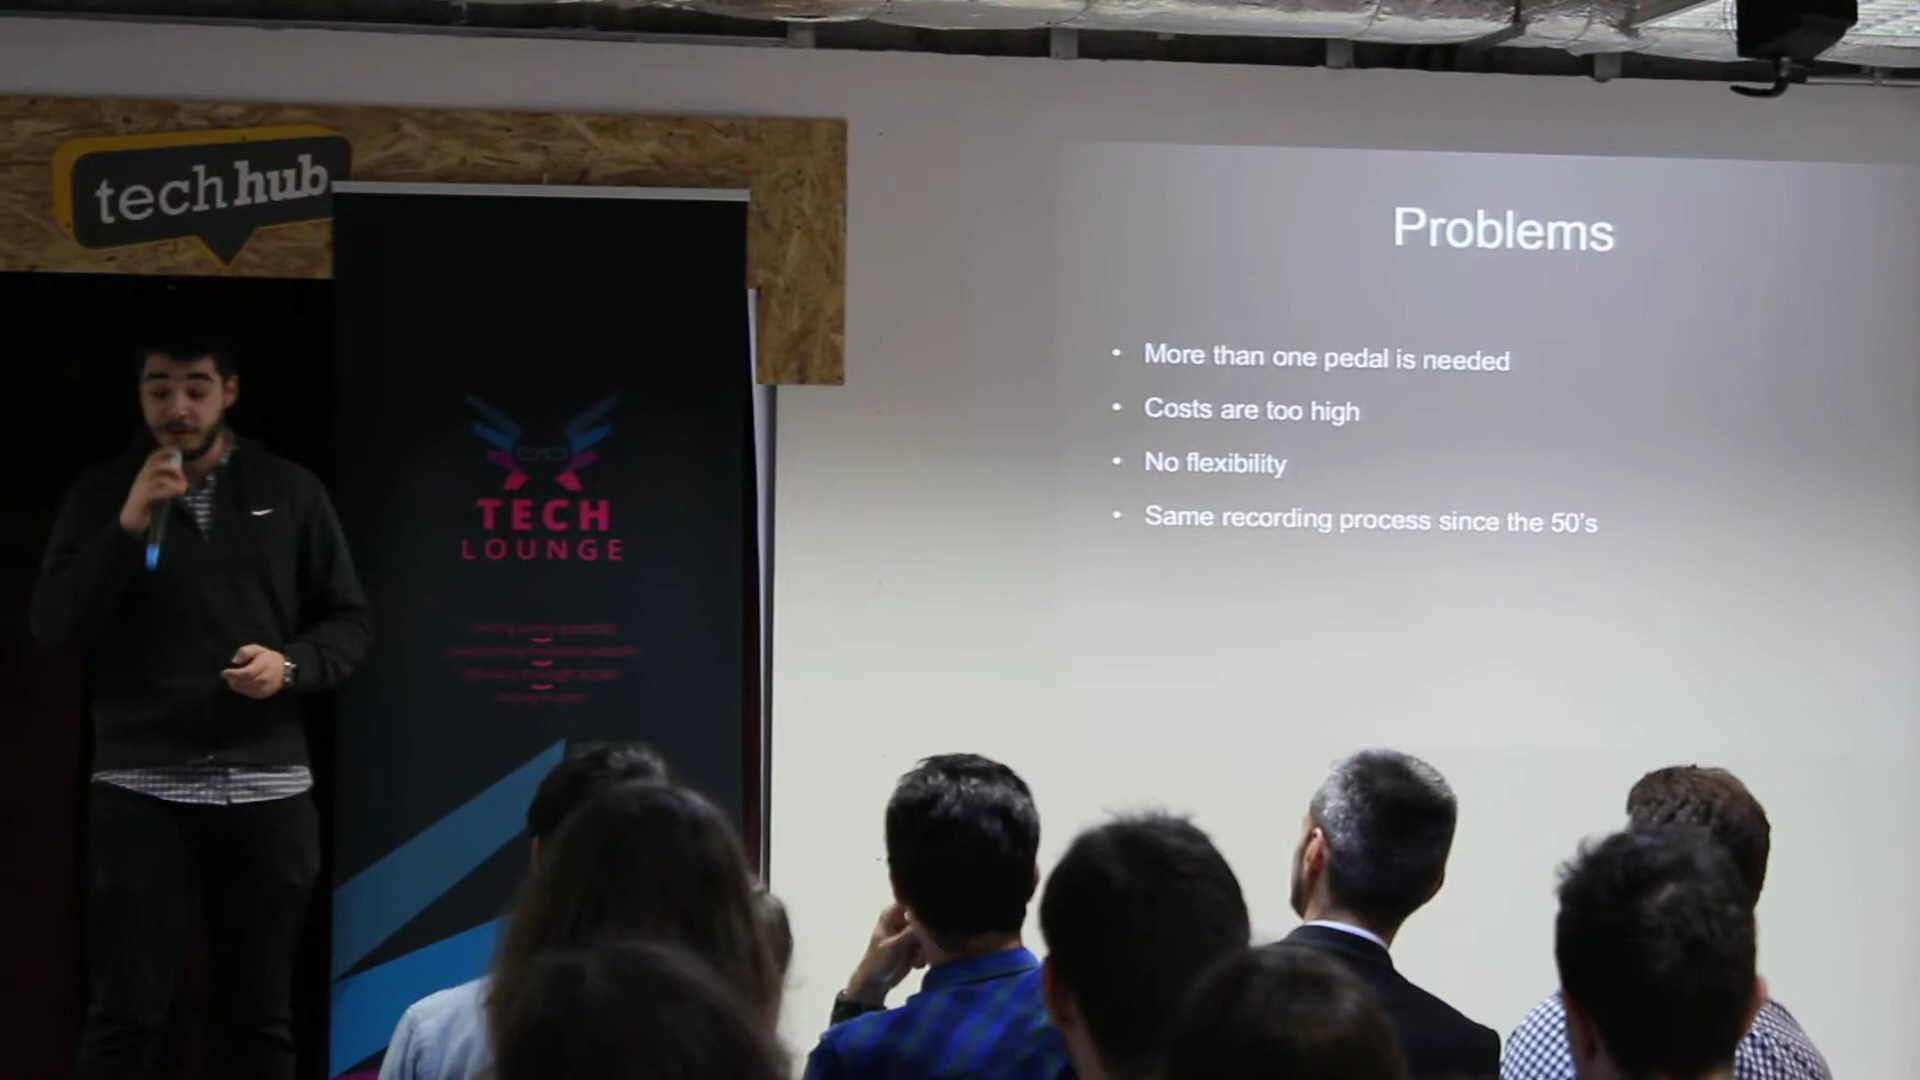 techhub
TECH
LOUNGE
Problems
• More than one pedal is needed
• Costs are too high
• No flexibility
• Same recording process since the 50's